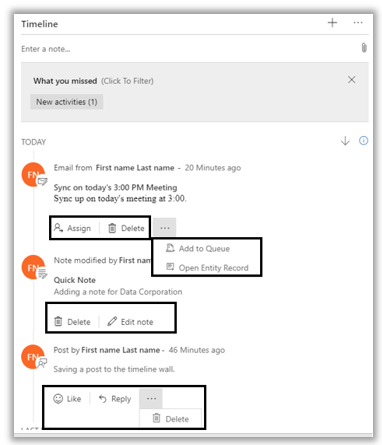 Timeline
Enter a note...
What you missed (Click To Filter)
New activities (1)
TODAY
FN
Email from First name Last name - 20 Minutes ago
Sync on today's 3:00 PM Meeting
Sync up on today's meeting at 3:00.
Assign Delete ...
Add to Queue
Open Entity Record
FN
Note modified by First nam
Quick Note
Adding a note for Data Corporation
Delete Edit note
FN
Post by First name Last name - 46 Minutes ago
Saving a post to the timeline wall.
Like Reply ...
Delete